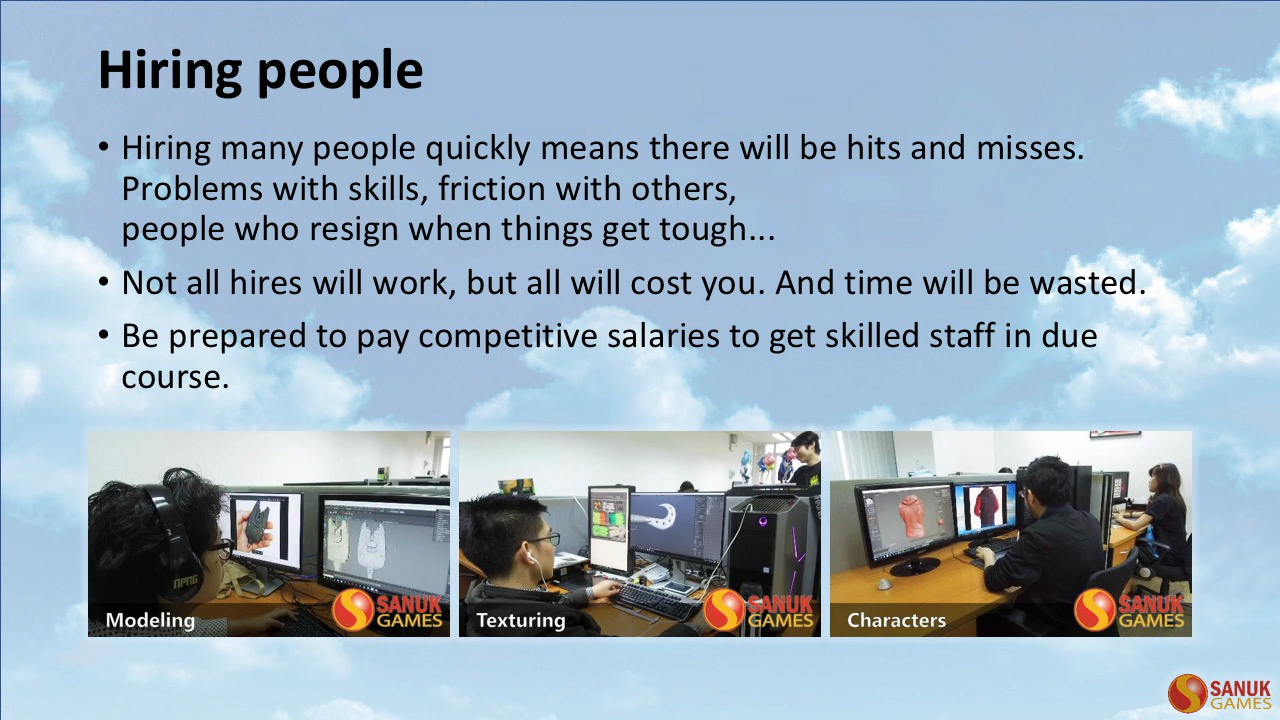 Hiring people
• Hiring many people quickly means there will be hits and misses.
Problems with skills, friction with others,
people who resign when things get tough...
• Not all hires will work, but all will cost you. And time will be wasted.
• Be prepared to pay competitive salaries to get skilled staff in due
course.
NPNG
Modeling
SANUK
GAMES
Texturing
SANUK
GAMES
Characters
SANUK
GAMES
SANUK
GAMES